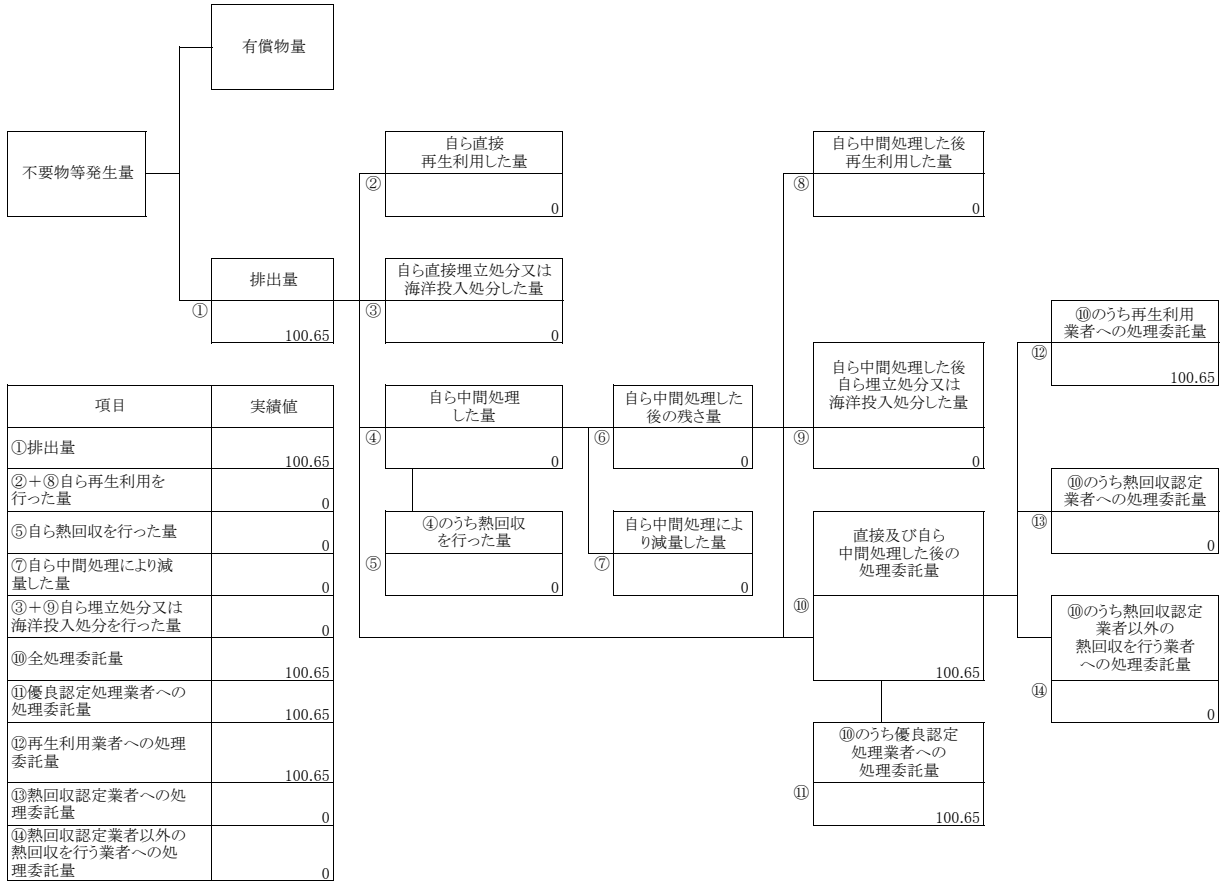 有償物量
不要物等発生量
排出量
①
100.65
自ら直接
再生利用した量
②
0
自ら直接埋立処分又は
海洋投入処分した量
③
0
自ら中間処理
した量
④
0
④のうち熱回収
を行った量
⑤
0
自ら中間処理した
後の残さ量
⑥
0
自ら中間処理によ
り減量した量
⑦
0
自ら中間処理した後
再生利用した量
⑧
0
自ら中間処理した後
自ら埋立処分又は
海洋投入処分した量
⑨
0
直接及び自ら
中間処理した後の
処理委託量
⑩
100.65
⑩のうち優良認定
処理業者への
処理委託量
⑪
100.65
⑩のうち再生利用
業者への処理委託量
⑫
100.65
⑩のうち熱回収認定
業者への処理委託量
⑬
0
⑩のうち熱回収認定
業者以外の
熱回収を行う業者
への処理委託量
⑭
0
項目 実績値
①排出量
100.65
②+⑧自ら再生利用を
行った量
0
⑤自ら熱回収を行った量
0
⑦自ら中間処理により減
量した量
0
③+⑨自ら埋立処分又は
海洋投入処分を行った量
0
⑩全処理委託量
100.65
⑪優良認定処理業者への
処理委託量
100.65
⑫再生利用業者への処理
委託量
100.65
⑬熱回収認定業者への処
理委託量
0
⑭熱回収認定業者以外の
熱回収を行う業者への処
理委託量
0